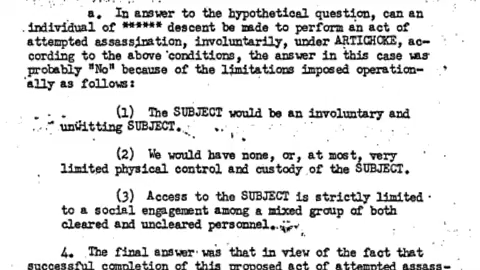 a. In answer to the hypothetical question, can an
individual of ****** descent be made to perform an act of
attempted assassination, involuntarily, under ARTICHOKE, ac-
cording to the above conditions, the answer in this case was
probably "No" because of the limitations imposed operation-
ally as follows:
(1) The SUBJECT would be an involuntary and
unwitting SUBJECT.
(2) We would have none, or, at most, very
limited physical control and custody of the SUBJECT.
(3) Access to the SUBJECT is strictly limited
to a social engagement among a mixed group of both
cleared and uncleared personnel.
4. The final answer was that in view of the fact that
successful completion of this proposed act of attempted assass-